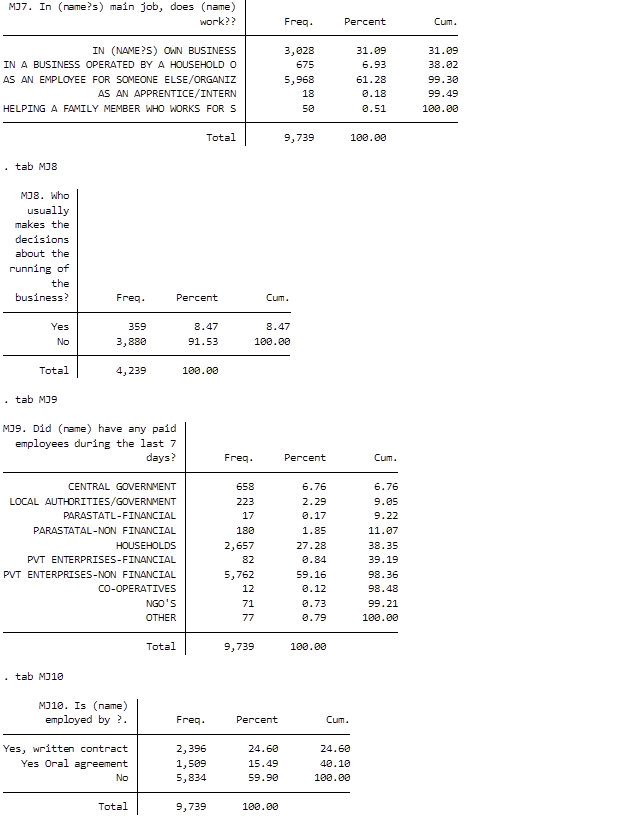 MJ7. In (name?s) main job, does (name)
work?? Freq. Percent Cum.
IN (NAME?S) OWN BUSINESS 3,028 31.09 31.09
IN A BUSINESS OPERATED BY A HOUSEHOLD O 675 6.93 38.02
AS AN EMPLOYEE FOR SOMEONE ELSE/ORGANIZ 5,968 61.28 99.30
AS AN APPRENTICE/INTERN 18 0.18 99.49
HELPING A FAMILY MEMBER WHO WORKS FOR S 50 0.51 100.00
Total 9,739 100.00
. tab MJ8
MJ8. Who
usually
makes the
decisions
about the
running of
the
business? Freq. Percent Cum.
Yes 359 8.47 8.47
No 3,880 91.53 100.00
Total 4,239 100.00
. tab MJ9
MJ9. Did (name) have any paid
employees during the last 7
days? Freq. Percent Cum.
CENTRAL GOVERNMENT 658 6.76 6.76
LOCAL AUTHORITIES/GOVERNMENT 223 2.29 9.05
PARASTATL-FINANCIAL 17 0.17 9.22
PARASTATAL-NON FINANCIAL 180 1.85 11.07
HOUSEHOLDS 2,657 27.28 38.35
PVT ENTERPRISES-FINANCIAL 82 0.84 39.19
PVT ENTERPRISES-NON FINANCIAL 5,762 59.16 98.36
CO-OPERATIVES 12 0.12 98.48
NGO'S 71 0.73 99.21
OTHER 77 0.79 100.00
Total 9,739 100.00
. tab MJ10
MJ10. Is (name)
employed by ?. Freq. Percent Cum.
Yes, written contract 2,396 24.60 24.60
Yes Oral agreement 1,509 15.49 40.10
No 5,834 59.90 100.00
Total 9,739 100.00